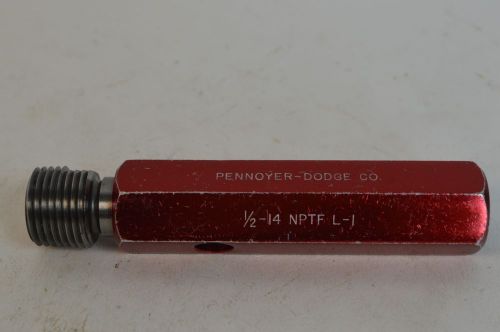 PENNOYER-DODGE CO.
½-14 NPTF L-1